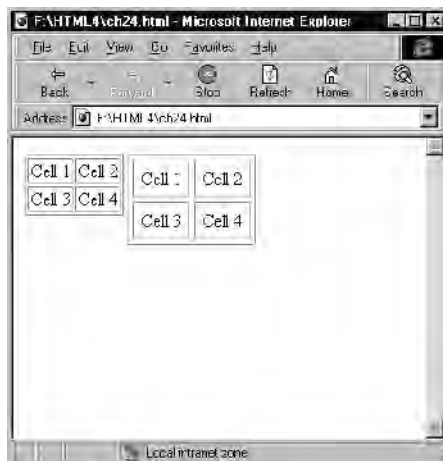 F:\HTML4\ch24.html - Microsoft Internet Explorer
File Edit View Go Favorites Help
Back Forward Stop Refresh Home Search
Address F:\HTML4\ch24.html
Cell 1 Cell 2
Cell 3 Cell 4
Cell 1 Cell 2
Cell 3 Cell 4
Local intranet zone